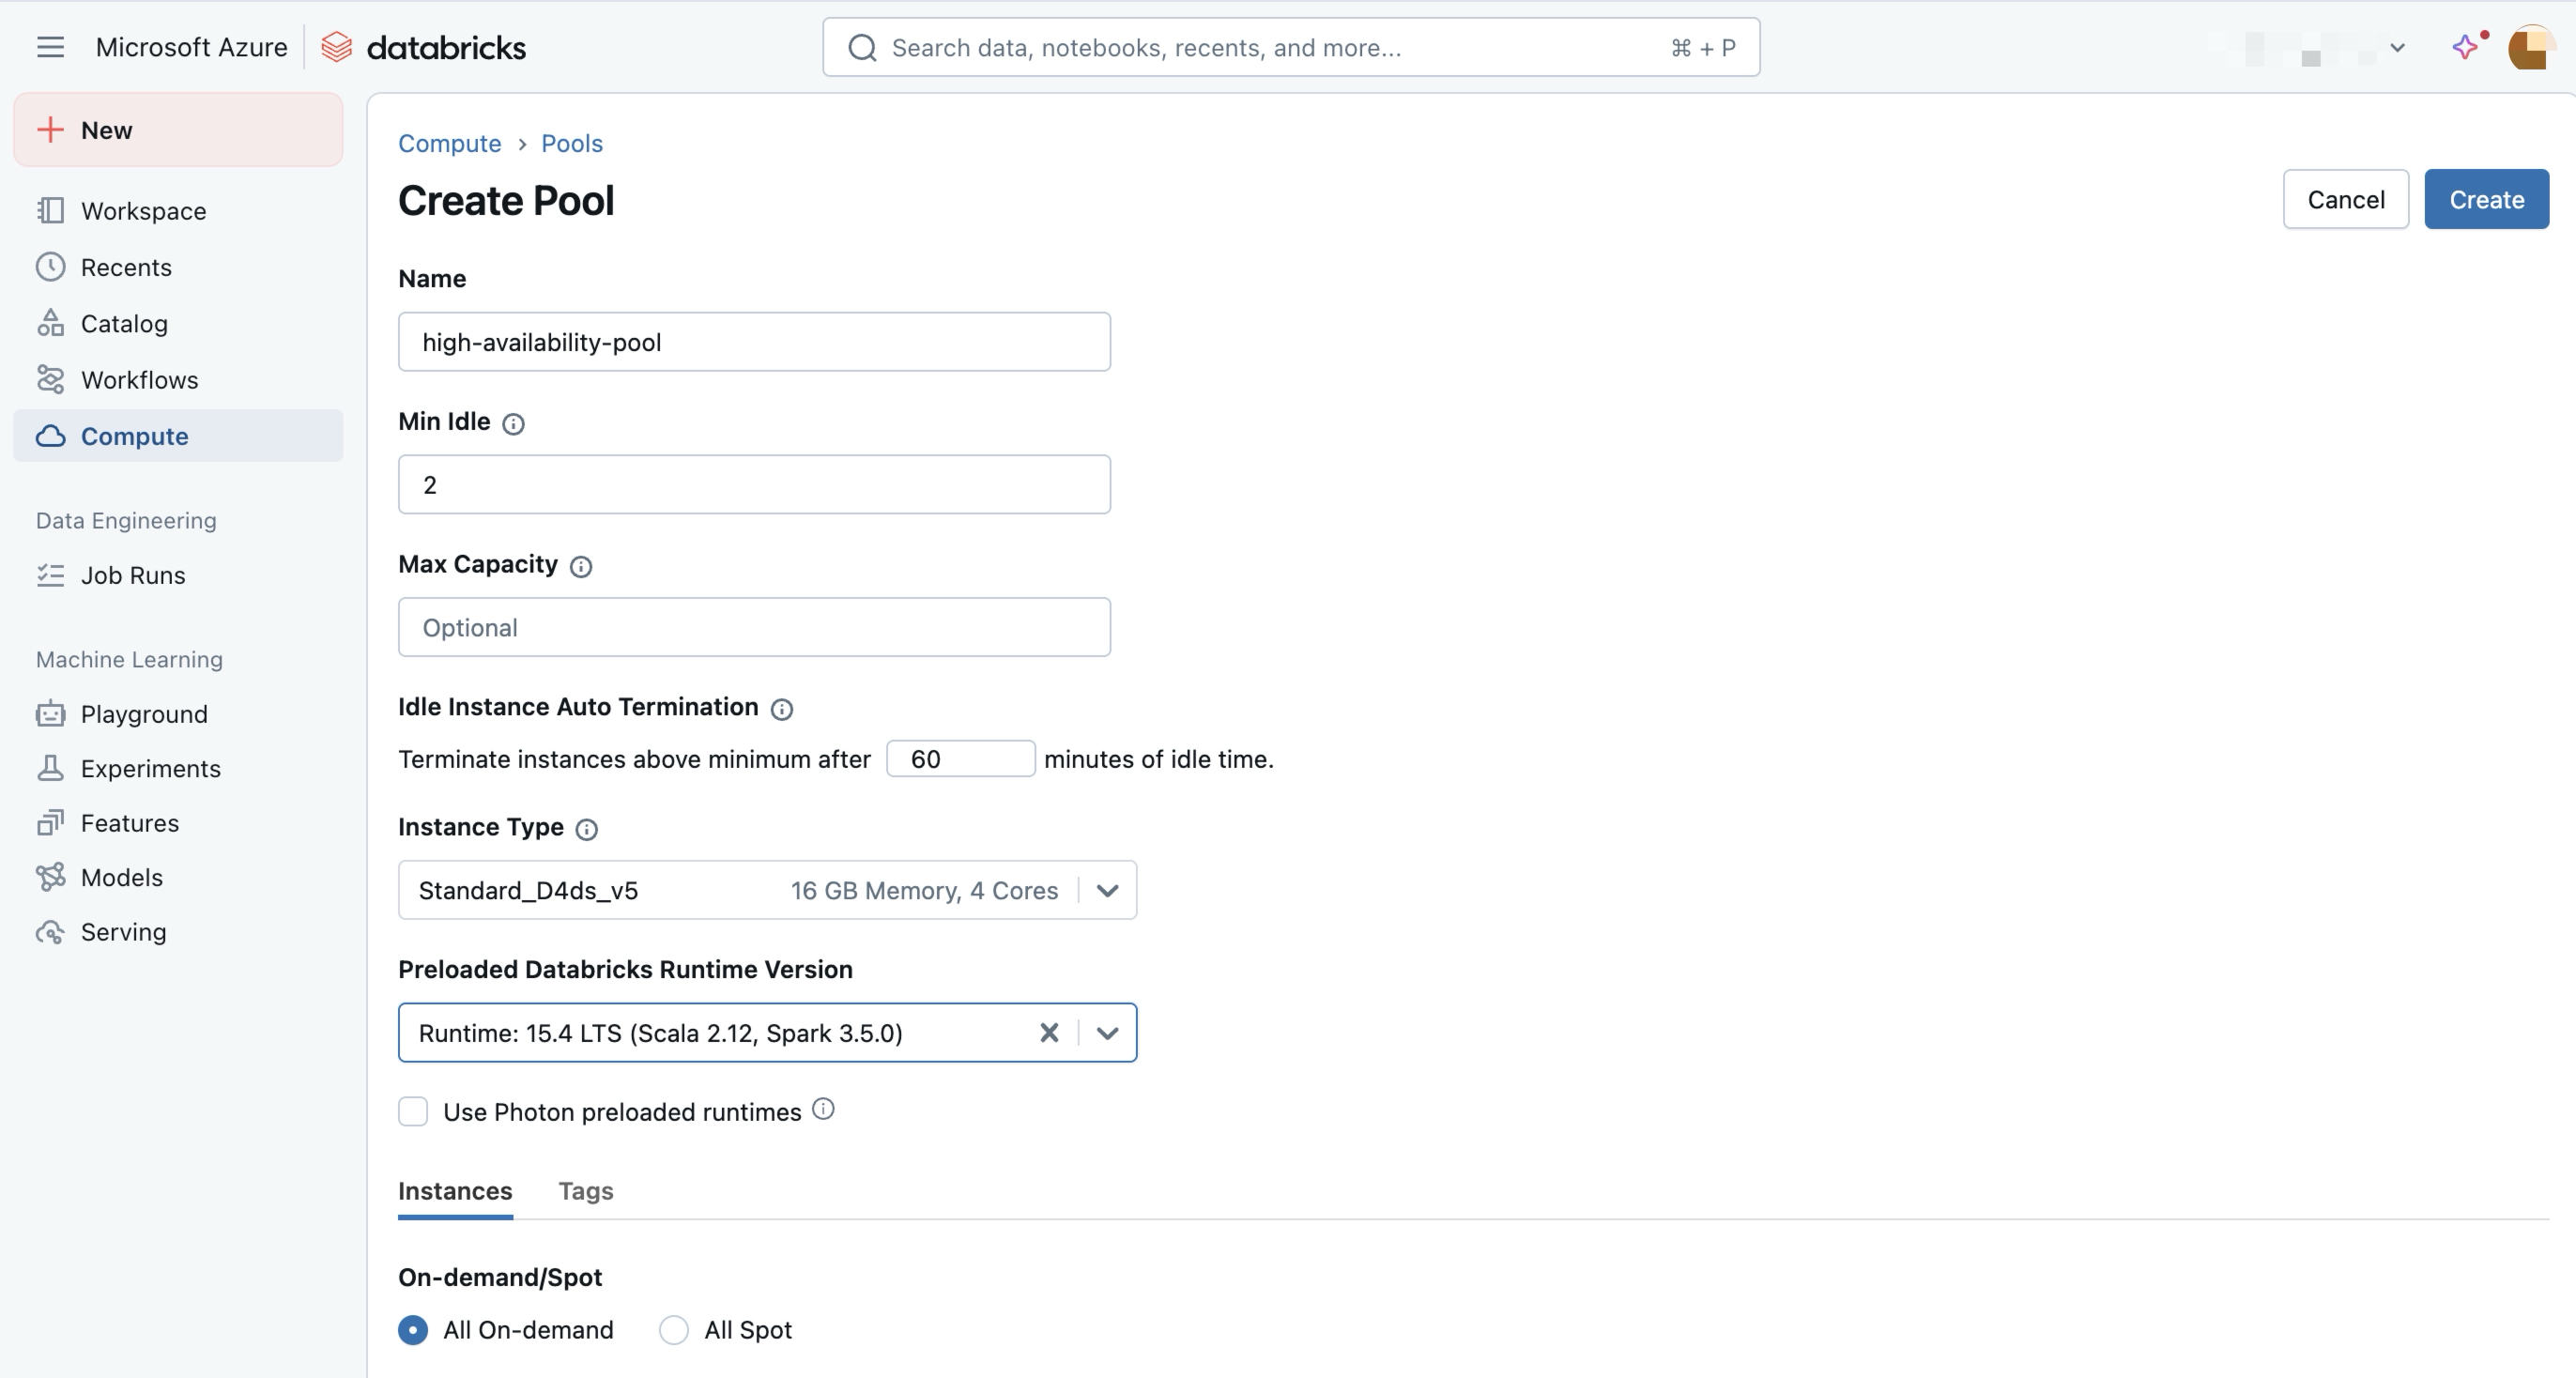 Microsoft Azure databricks Search data, notebooks, recents, and more... ⌘ + P
New
Workspace
Recents
Catalog
Workflows
Compute
Data Engineering
Job Runs
Machine Learning
Playground
Experiments
Features
Models
Serving
Compute > Pools
Create Pool
Cancel Create
Name
high-availability-pool
Min Idle
2
Max Capacity
Optional
Idle Instance Auto Termination
Terminate instances above minimum after 60 minutes of idle time.
Instance Type
Standard_D4ds_v5 16 GB Memory, 4 Cores
Preloaded Databricks Runtime Version
Runtime: 15.4 LTS (Scala 2.12, Spark 3.5.0)
Use Photon preloaded runtimes
Instances Tags
On-demand/Spot
All On-demand All Spot